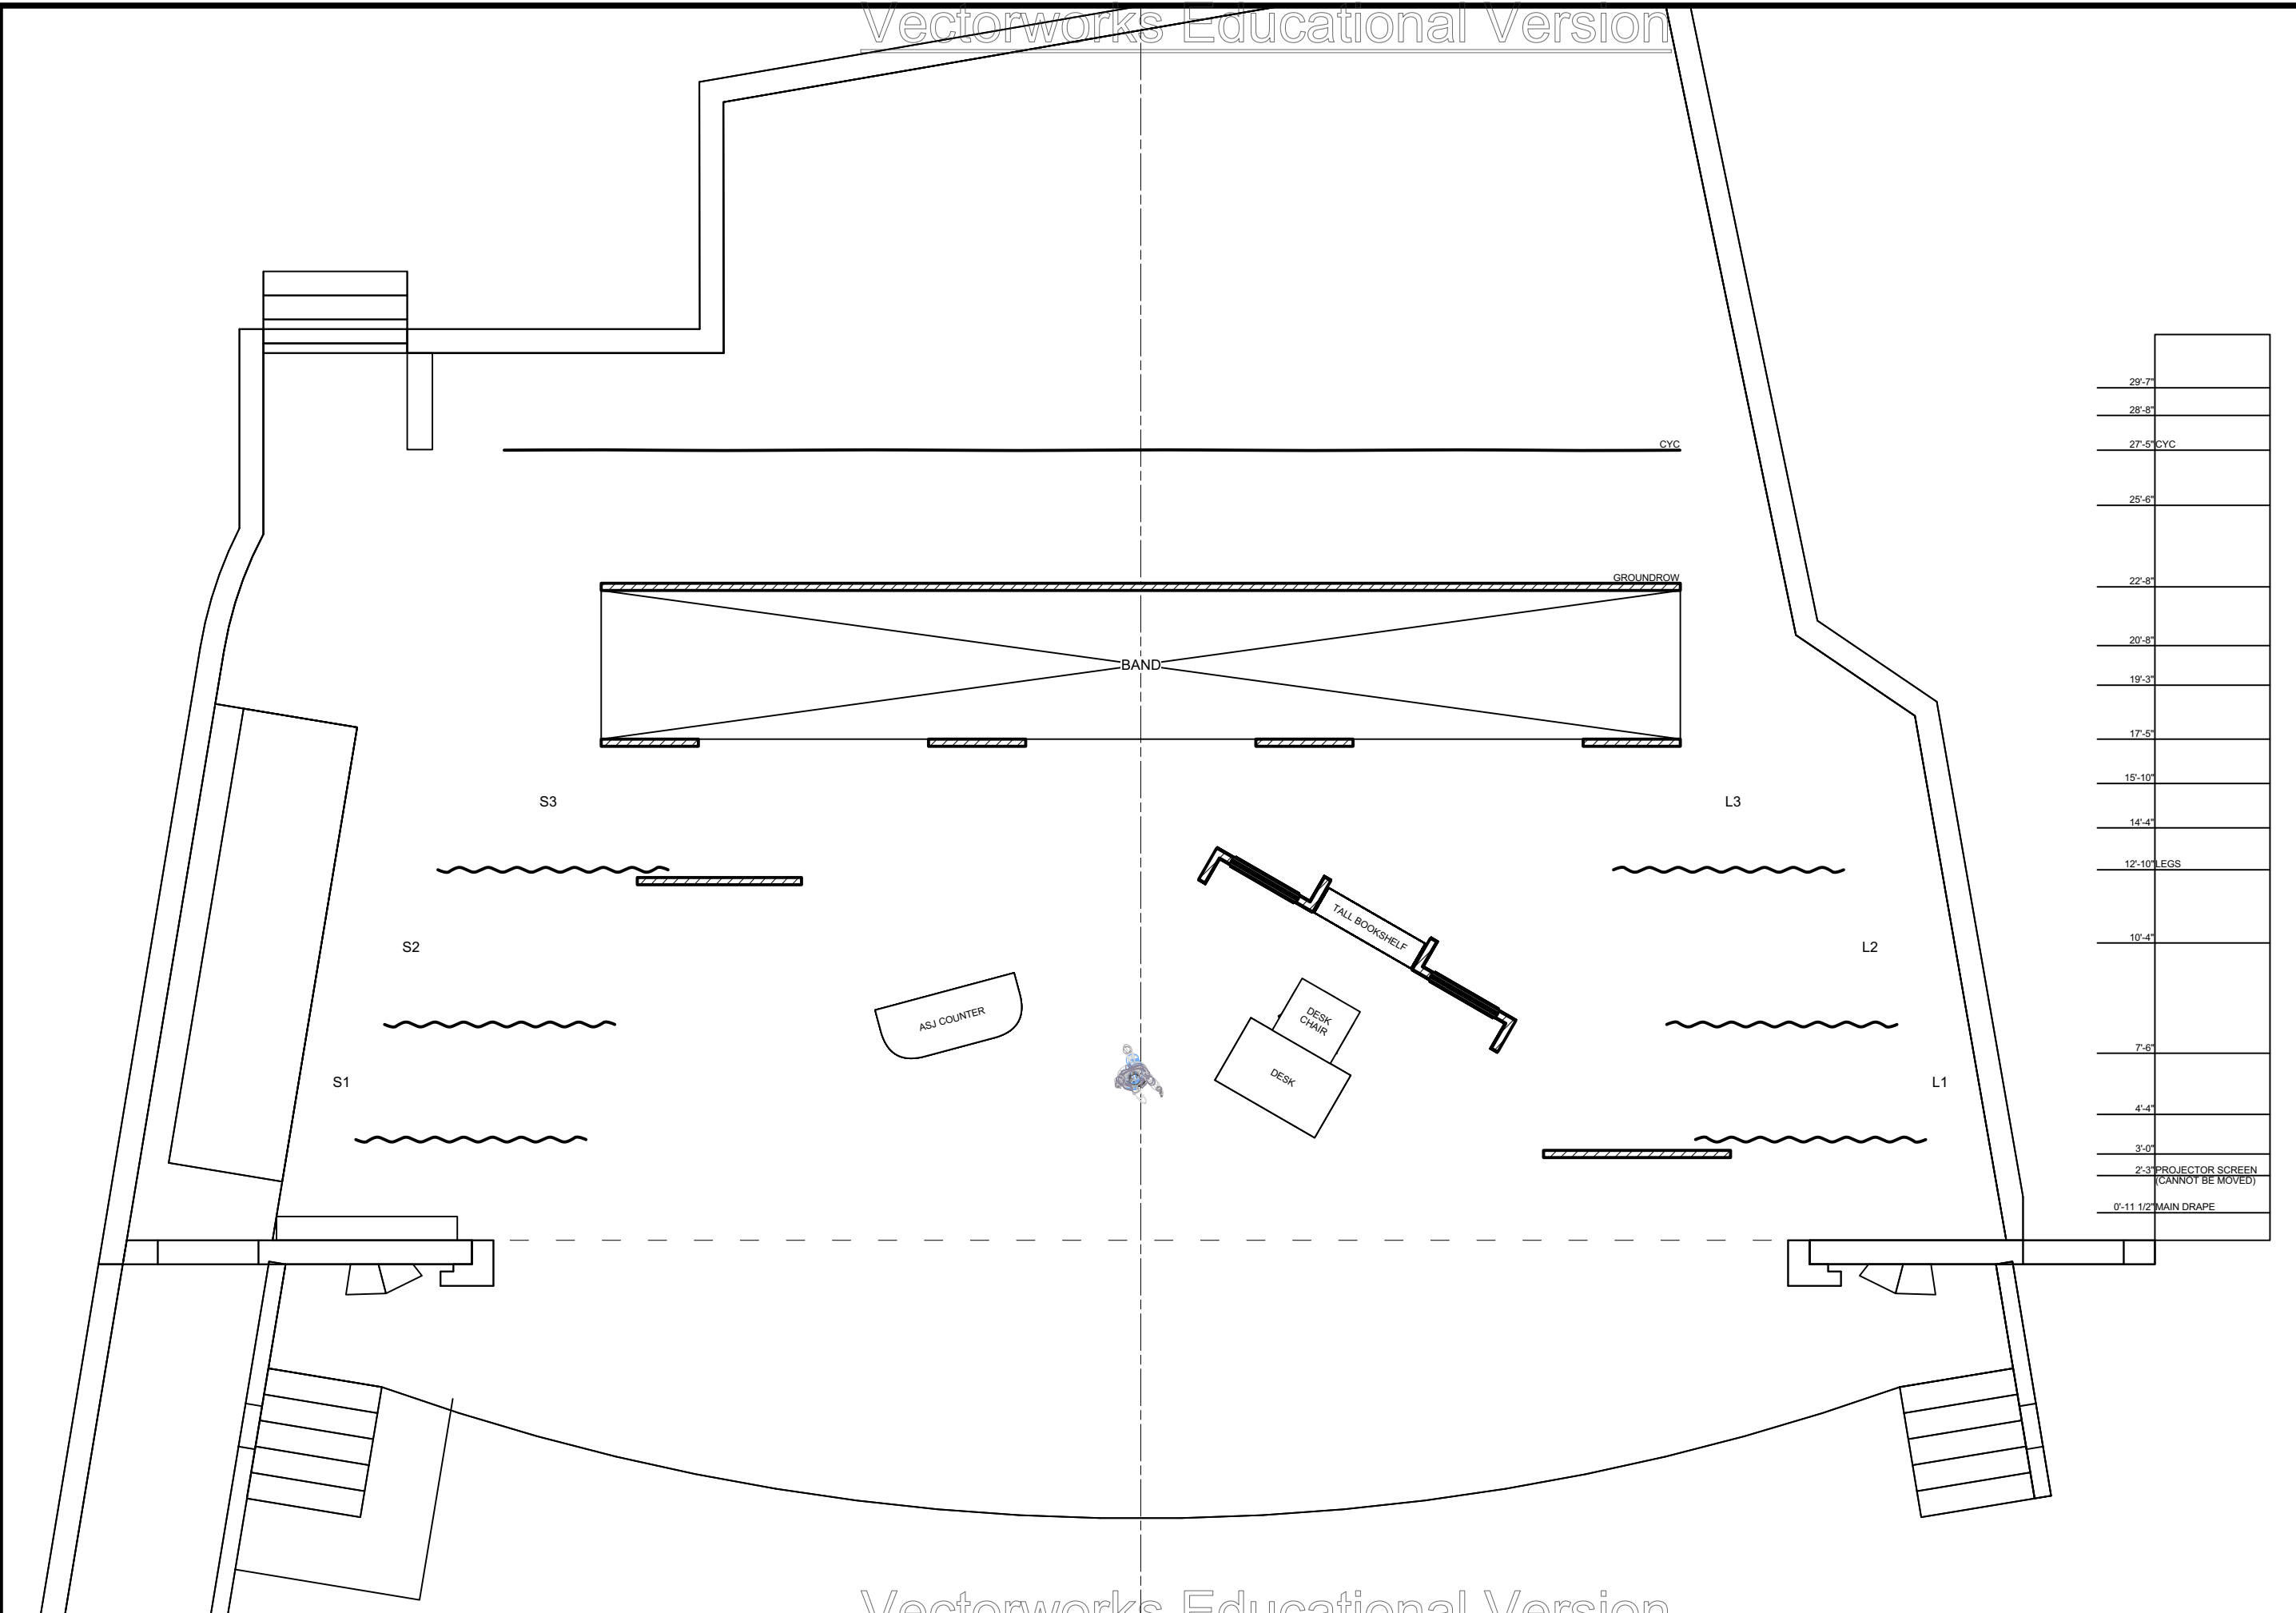 Vectorworks Educational Version
29'-7"
28'-8"
CYC
27'-5" CYC
25'-6"
GROUNDROW
22'-8"
20'-8"
BAND
19'-3"
17'-5"
15'-10"
S3
L3
14'-4"
12'-10" LEGS
TALL BOOKSHELF
10'-4"
S2
L2
ASJ COUNTER
DESK
CHAIR
7'-6"
DESK
S1
L1
4'-4"
3'-0"
2'-3" PROJECTOR SCREEN
(CANNOT BE MOVED)
0'-11 1/2" MAIN DRAPE
Vectorworks Educational Version